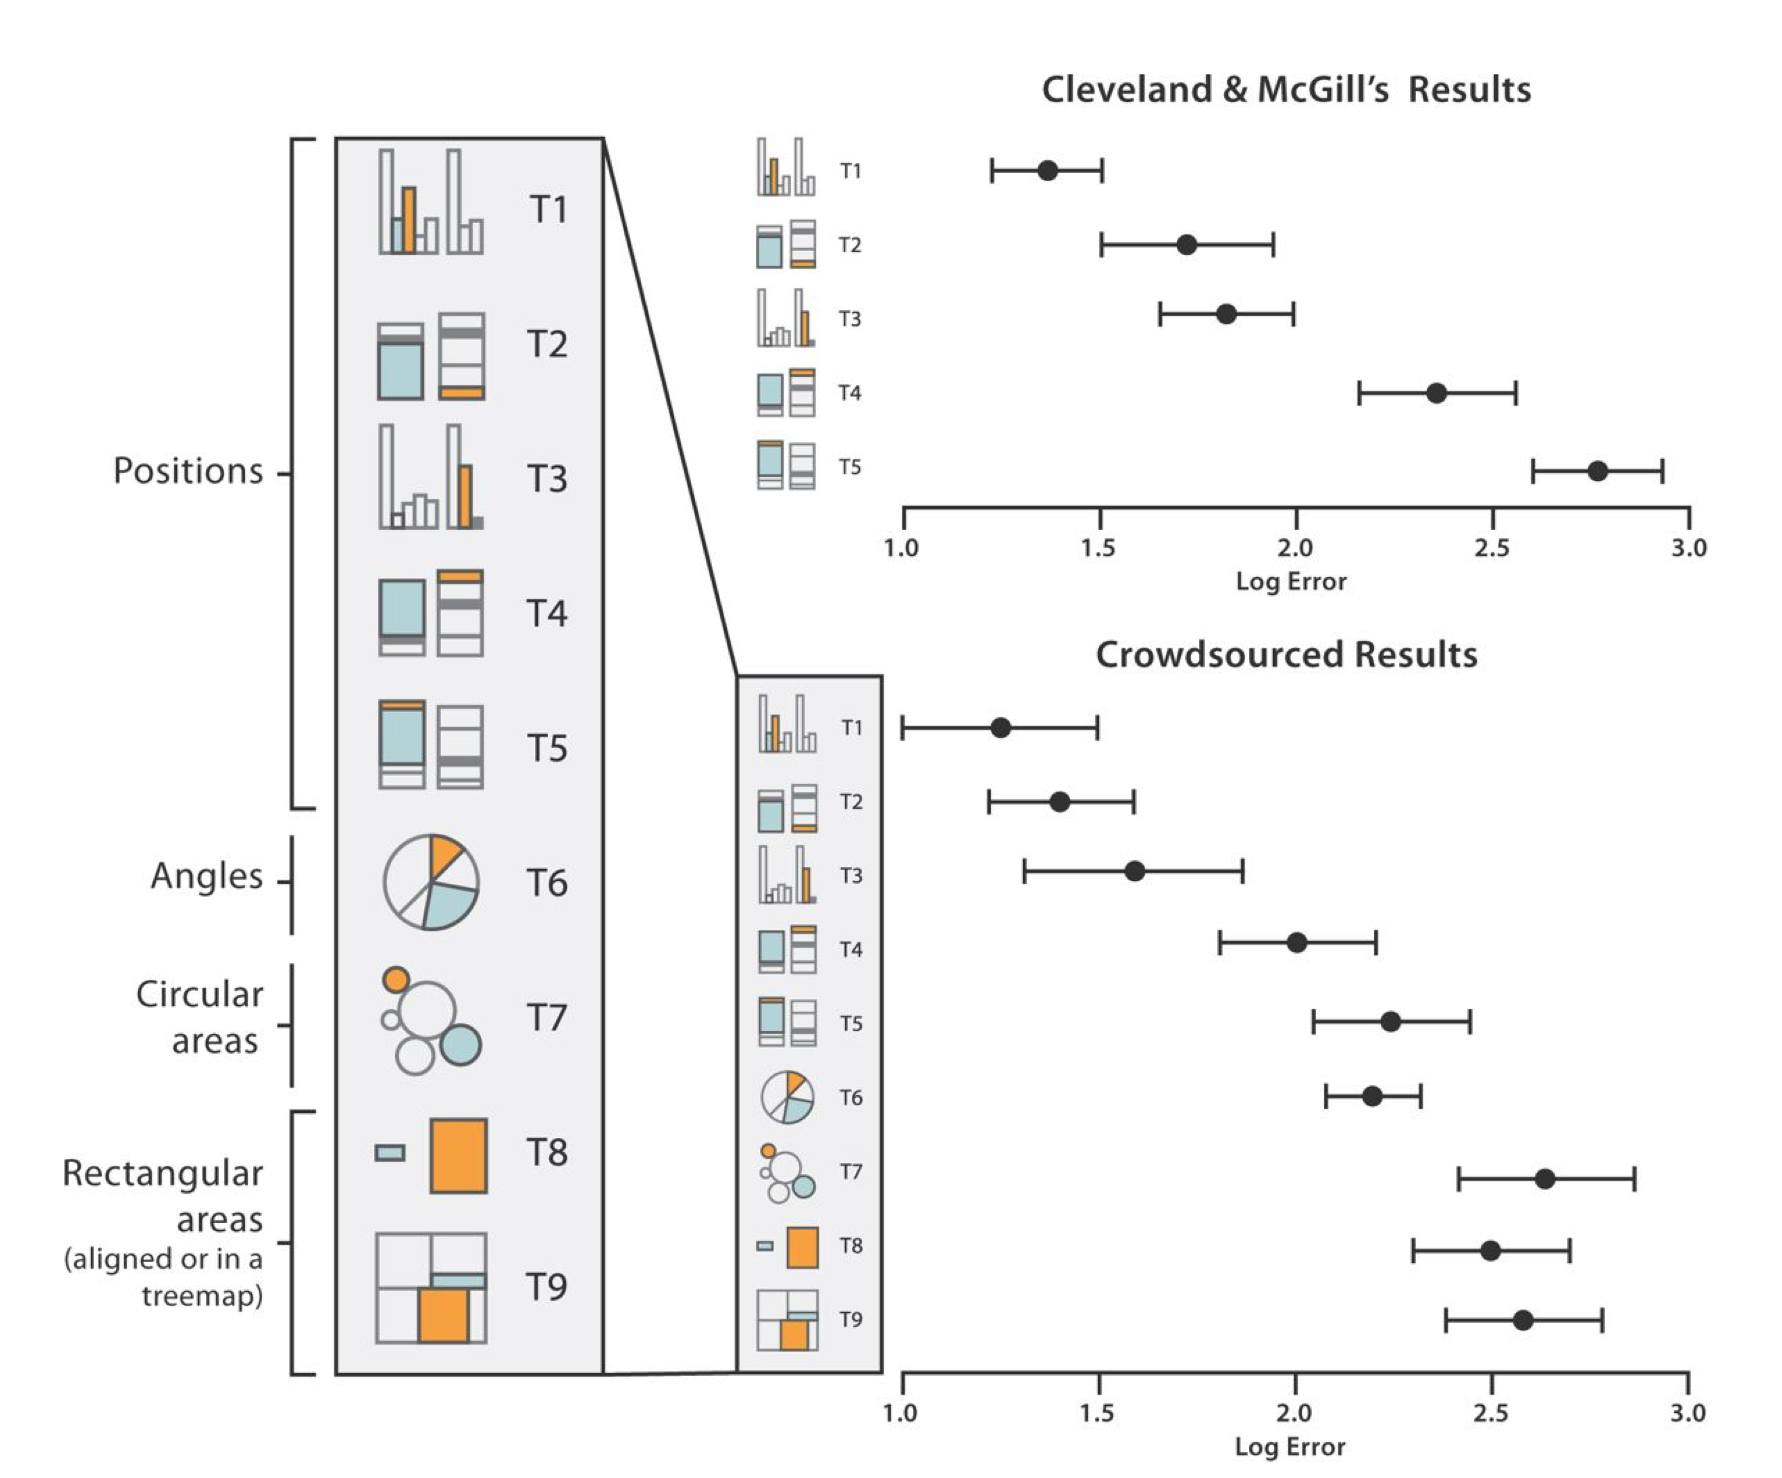 Cleveland & McGill's  Results
T1
T2
T3
T4
T5
1.0 1.5 2.0 2.5 3.0
Log Error
Positions
Angles
Circular
areas
Rectangular
areas
(aligned or in a
treemap)
T1
T2
T3
T4
T5
T6
T7
T8
T9
Crowdsourced Results
T1
T2
T3
T4
T5
T6
T7
T8
T9
1.0 1.5 2.0 2.5 3.0
Log Error